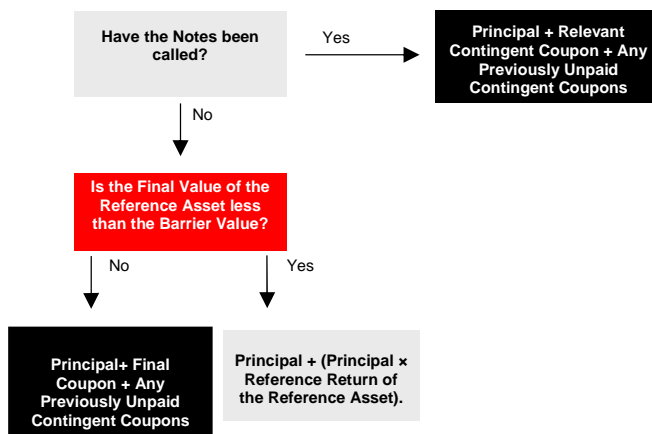 Have the Notes been
called?
Yes
Principal + Relevant
Contingent Coupon + Any
Previously Unpaid
Contingent Coupons
No
Is the Final Value of the
Reference Asset less
than the Barrier Value?
No
Yes
Principal+ Final
Coupon + Any
Previously Unpaid
Contingent Coupons
Principal + (Principal ×
Reference Return of
the Reference Asset).